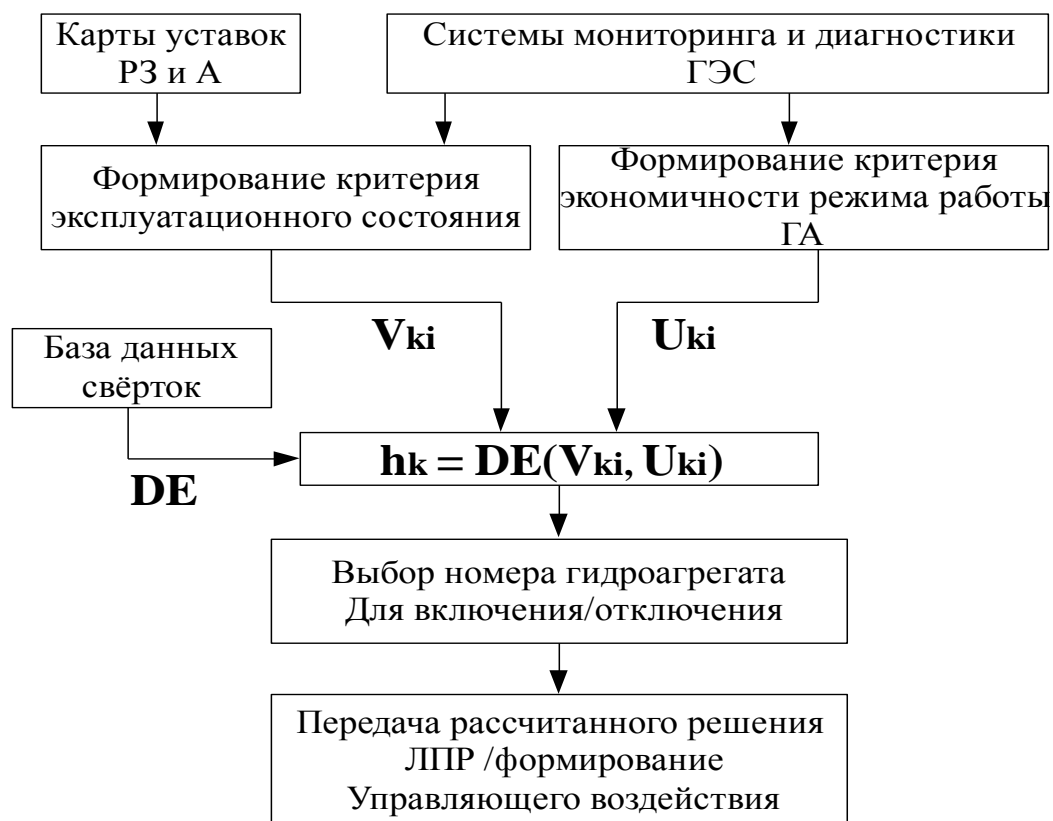 Карты уставок
РЗ и А
Системы мониторинга и диагностики
ГЭС
Формирование критерия
эксплуатационного состояния
Формирование критерия
экономичности режима работы
ГА
Vki
Uki
База данных
свёрток
DE
hk = DE(Vki, Uki)
Выбор номера гидроагрегата
Для включения/отключения
Передача рассчитанного решения
ЛПР /формирование
Управляющего воздействия